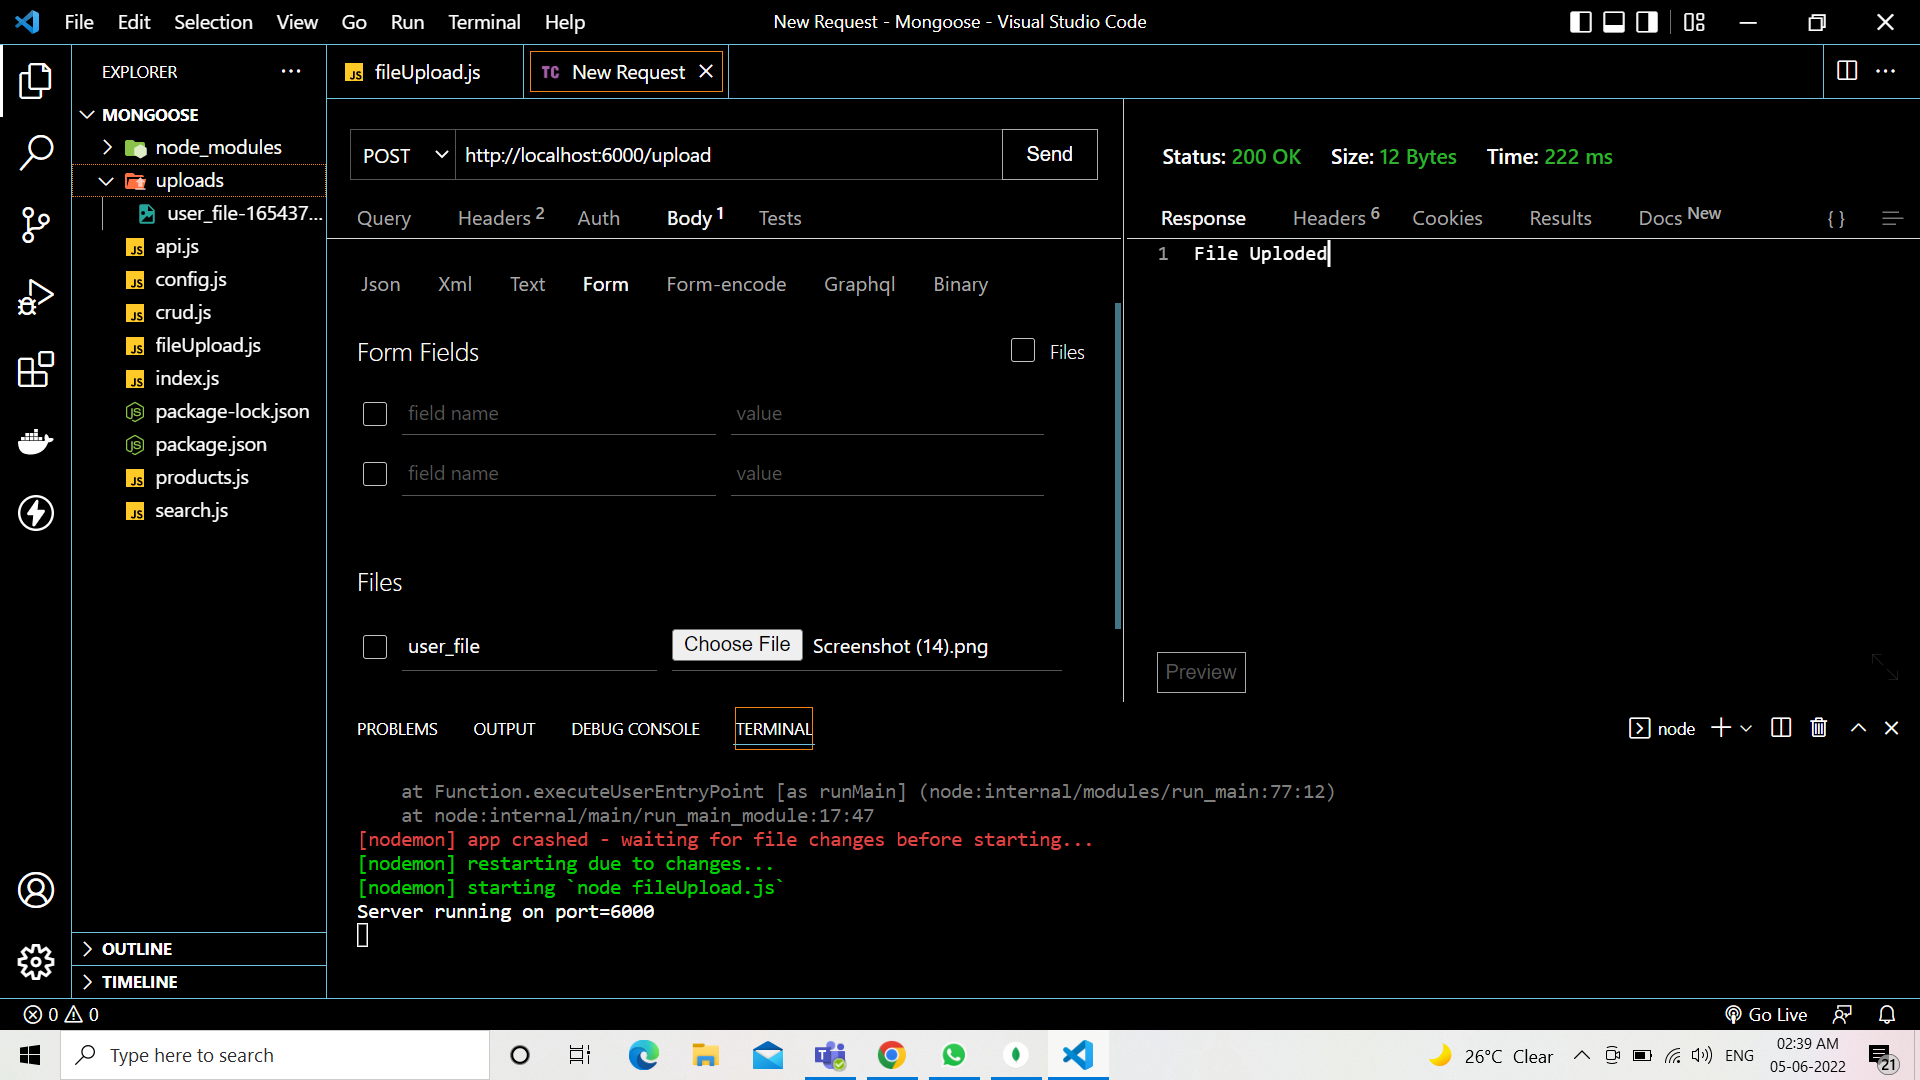 File Edit Selection View Go Run Terminal Help
New Request - Mongoose - Visual Studio Code
EXPLORER
MONGOOSE
node_modules
uploads
user_file-165437...
api.js
config.js
crud.js
fileUpload.js
index.js
package-lock.json
package.json
products.js
search.js
OUTLINE
TIMELINE
JS fileUpload.js
TC New Request
POST http://localhost:6000/upload Send
Query Headers 2 Auth Body 1 Tests
Json Xml Text Form Form-encode Graphql Binary
Form Fields Files
field name value
field name value
Files
user_file Choose File Screenshot (14).png
Status: 200 OK Size: 12 Bytes Time: 222 ms
Response Headers 6 Cookies Results Docs New { }
1 File Uploded
Preview
PROBLEMS OUTPUT DEBUG CONSOLE TERMINAL
node
at Function.executeUserEntryPoint [as runMain] (node:internal/modules/run_main:77:12)
at node:internal/main/run_main_module:17:47
[nodemon] app crashed - waiting for file changes before starting...
[nodemon] restarting due to changes...
[nodemon] starting `node fileUpload.js`
Server running on port=6000
0 0
Go Live
Type here to search
26°C Clear
ENG
02:39 AM
05-06-2022
21